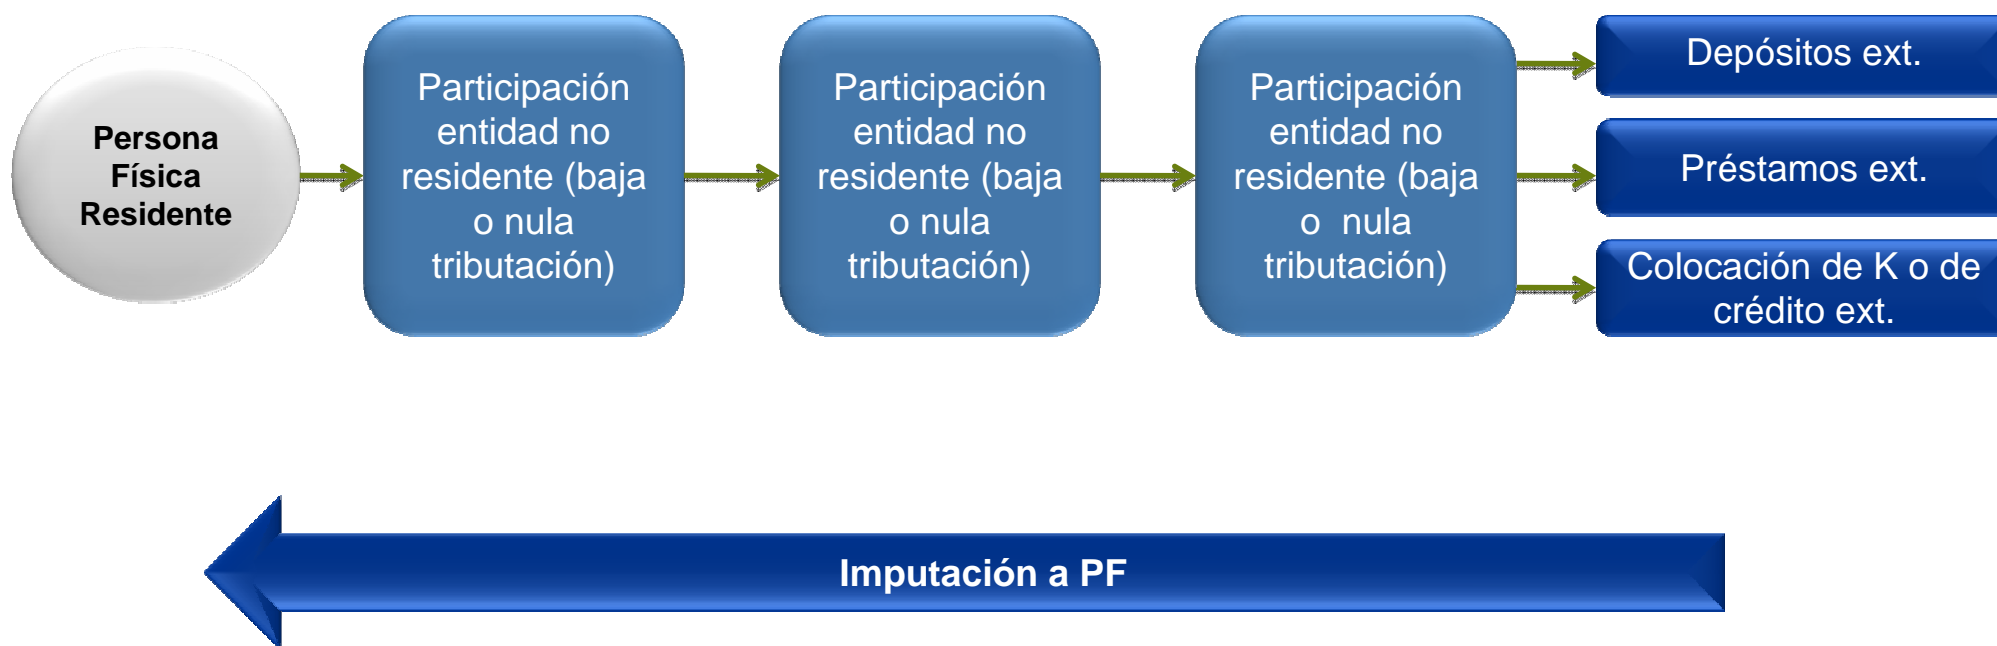 Persona
Física
Residente
Participación
entidad no
residente (baja
o nula
tributación)
Participación
entidad no
residente (baja
o nula
tributación)
Participación
entidad no
residente (baja
o  nula
tributación)
Depósitos ext.
Préstamos ext.
Colocación de K o de
crédito ext.
Imputación a PF